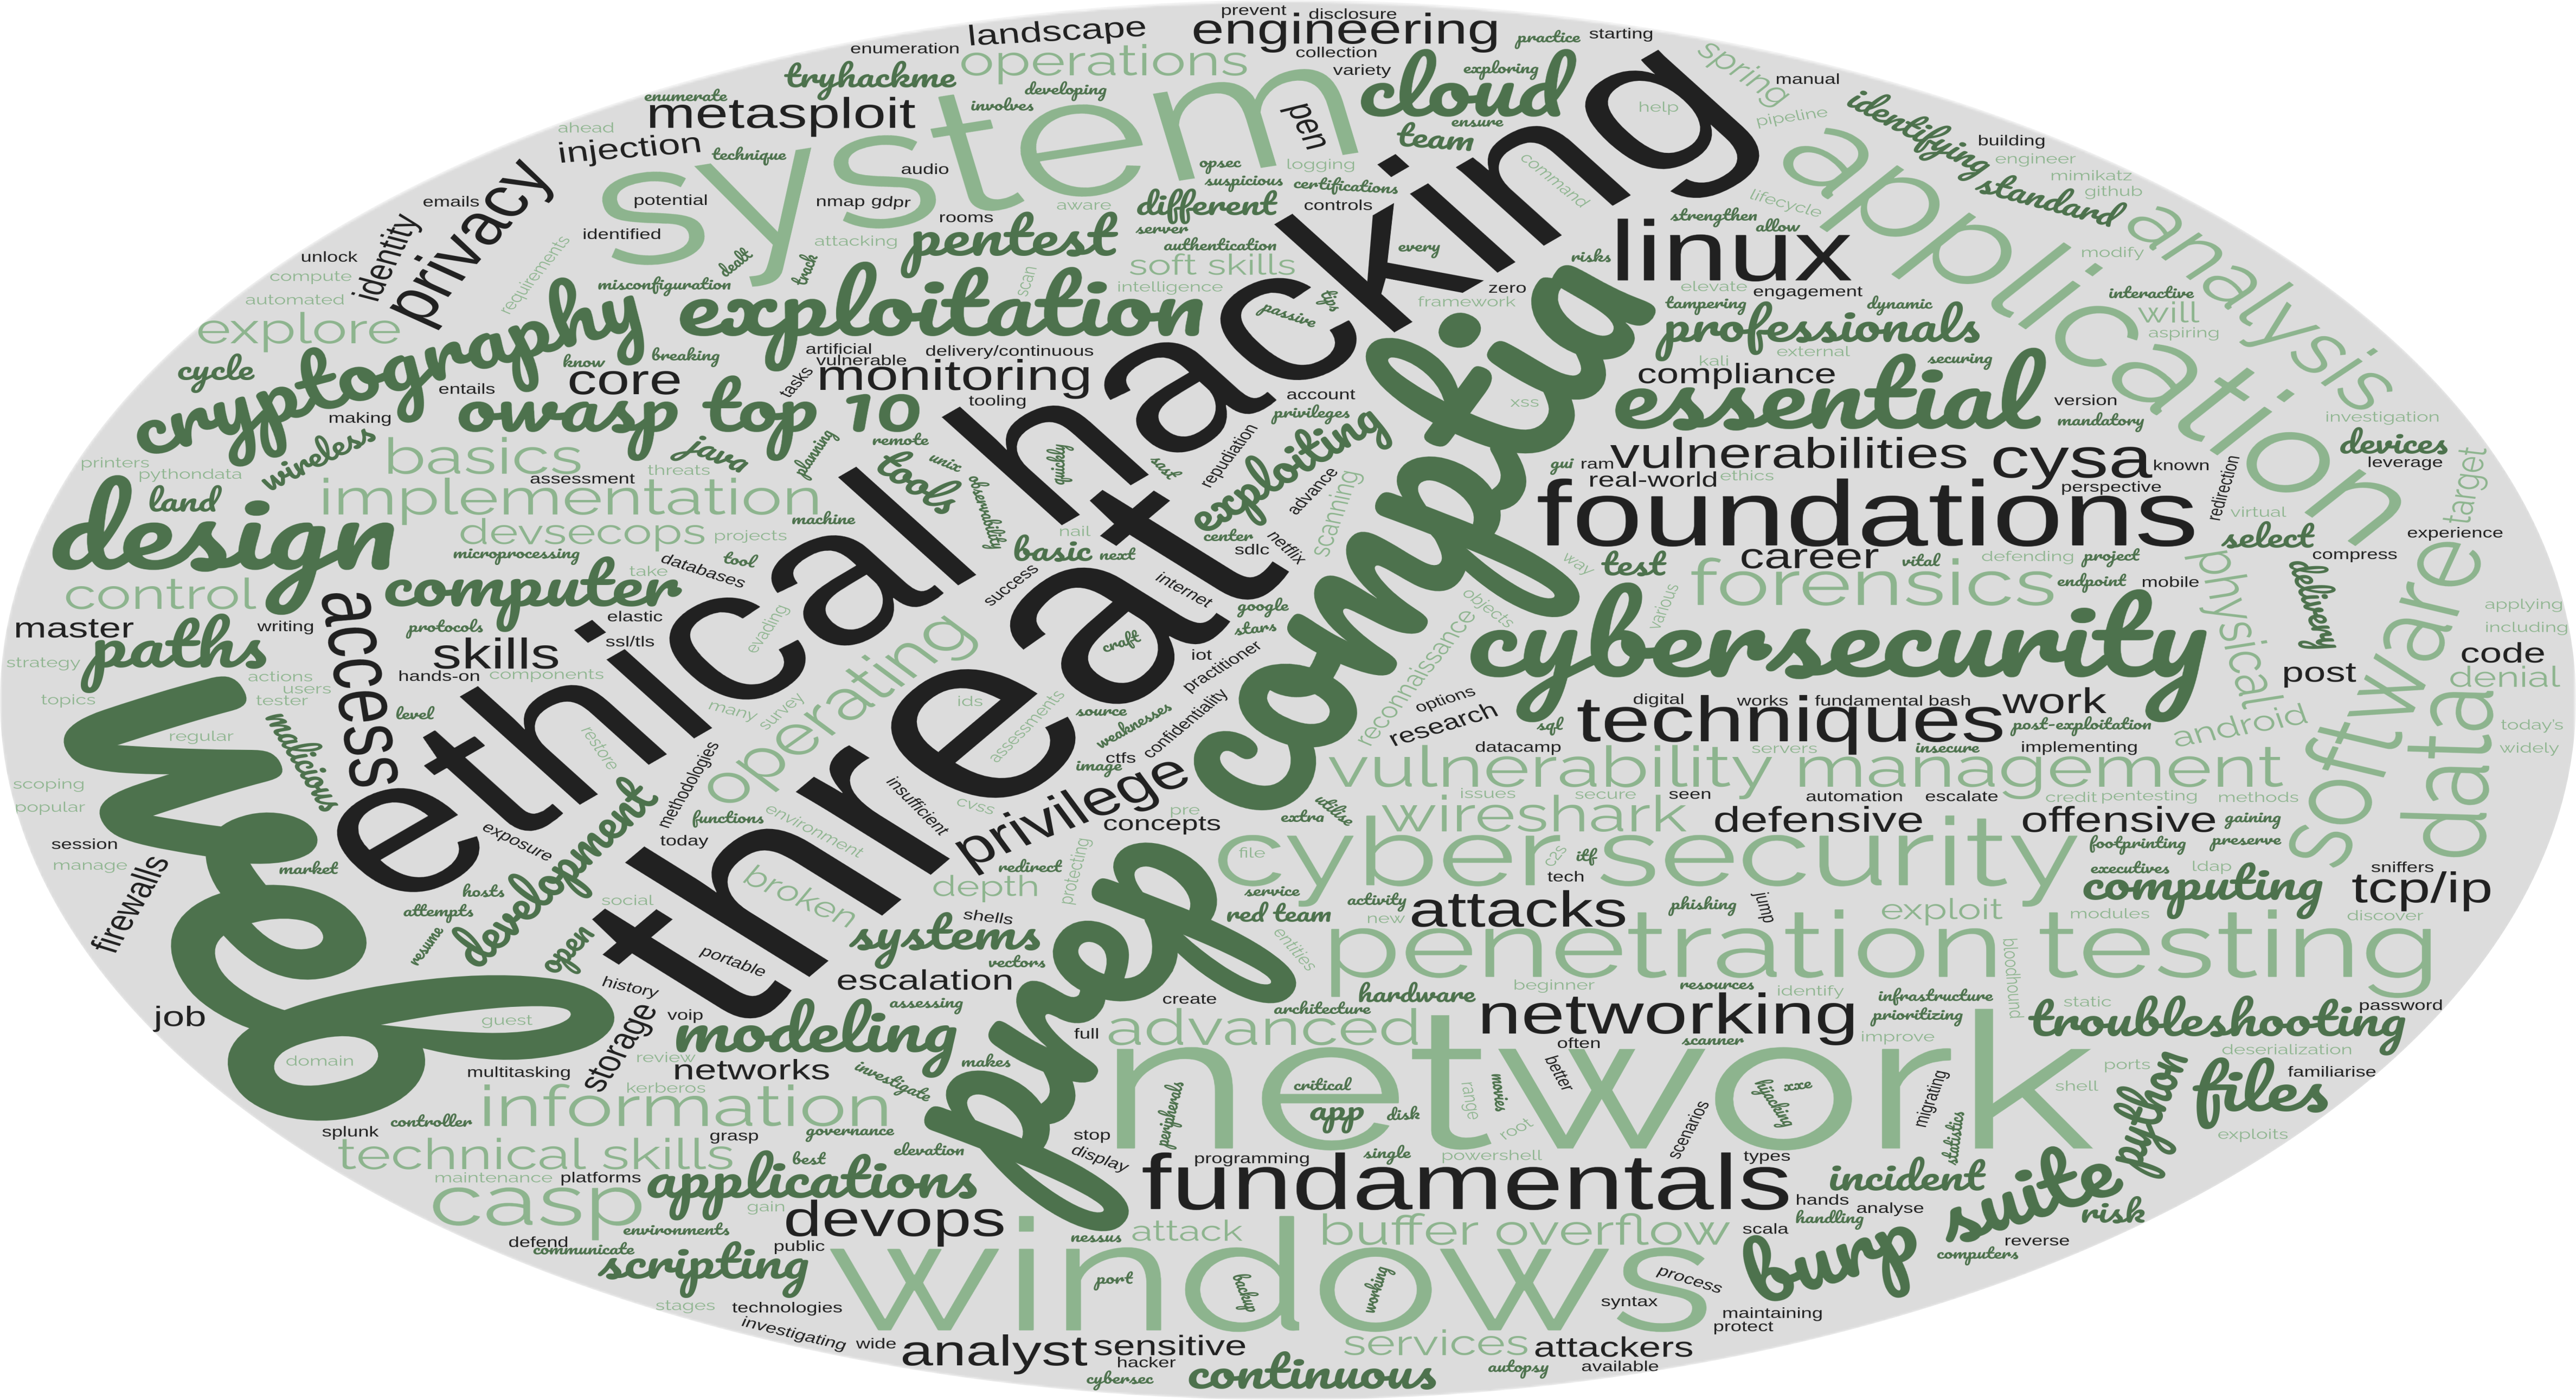 prevent disclosure
landscape engineering practice starting
enumeration collection
tryhackme operations variety exploring cloud spring manual
enumerate developing involves ensure help identifying
metasploit system pen team pipeline building
ahead injection technique audio opsec logging command engineer
privacy suspicious certifications mimikatz github
emails potential nmap gdpr aware different controls lifecycle standard
identity identified rooms server strengthen allow application analysis
unlock attacking pentest authentication every linux modify
compute requirements dealt track scan soft skills risks
automated misconfiguration intelligence zero elevate engagement interactive
explore cryptography exploitation passive tips framework tampering dynamic will
know breaking artificial delivery/continuous professionals aspiring
cycle vulnerable kali external securing
entails core tasks monitoring hacking compliance
making owasp top 10 tooling account xss essential version
wireless java planning remote privileges mandatory investigation
printers basics threats unix quickly sast repudiation exploiting vulnerabilities cysa known devices
pythondata assessment tools gui ram leverage
land implementation observability advance scanning real-world ethics perspective redirection target
design devsecops projects machine nail center netflix foundations virtual
microprocessing tool basic next sdlc career select experience
control computer databases take success internet way test vital defending project compress
elastic google objects various forensics endpoint mobile physical delivery
master writing protocols ssl/tls evading ethical craft stars cybersecurity applying
paths access skills iot reconnaissance including
strategy hands-on components practitioner code
actions users post denial
topics tester level many survey operating ids source options digital works fundamental bash work software data
malicious weaknesses confidentiality research sql techniques post-exploitation android today's
regular restore assessments ctfs datacamp servers insecure implementing widely
scoping methodologies image threat comptia vulnerability management
popular development functions environment insufficient cvss privilege pre utilise issues secure seen automation escalate credit pentesting methods
session today concepts extra wireshark defensive offensive gaining
manage exposure redirect protecting file c2s itf cyber security footprinting preserve
firewalls market broken depth tech executives ldap sniffers
web hosts social service computing tcp/ip
attempts shells red team activity attacks phishing jump exploit modules
resume open systems new discover
portable vectors entities penetration testing bloodhound
history escalation beginner resources identify
job storage voip assessing create hardware infrastructure static password
guest modeling architecture networking prioritizing troubleshooting
domain review full advanced often scanner improve
multitasking networks makes better deserialization
kerberos investigate prep critical network ports familiarise
information peripherals app disk range movies hijacking xxe migrating shell python files
splunk controller grasp governance stop root scenarios statistics exploits
technical skills best elevation display programming single powershell types
maintenance platforms applications fundamentals incident
casp gain hands analyse suite
environments devops nessus attack buffer overflow scala handling risk
defend communicate public burp reverse
scripting windows port backup working process computers
stages technologies syntax maintaining
investigating wide protect
analyst sensitive services attackers
hacker available
cybersec continuous autopsy